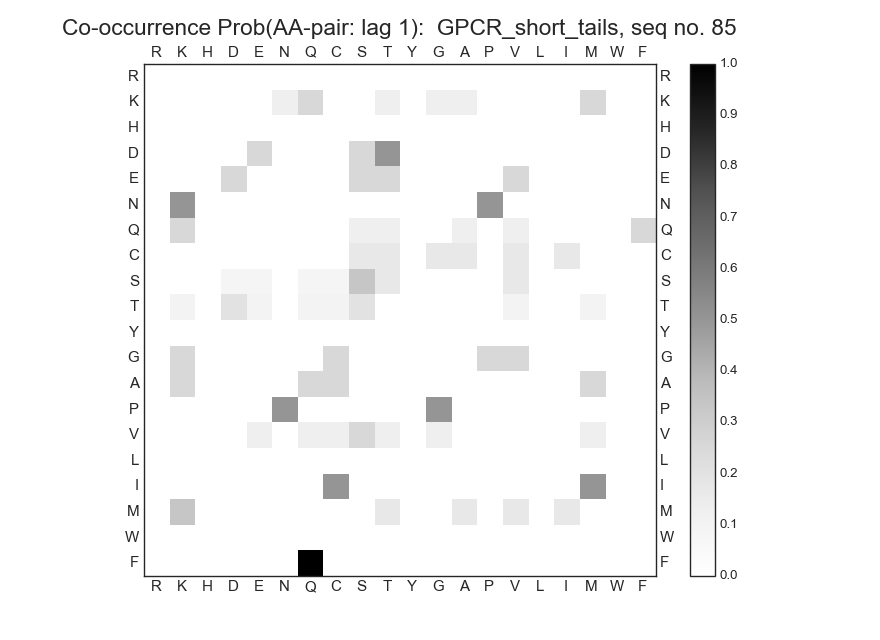 Co-occurrence Prob(AA-pair: lag 1):  GPCR_short_tails, seq no. 85
R K H D E N Q C S T Y G A P V L I M W F
R R
K K
H H
D D
E E
N N
Q Q
C C
S S
T T
Y Y
G G
A A
P P
V V
L L
I I
M M
W W
F F
R K H D E N Q C S T Y G A P V L I M W F
1.0
0.9
0.8
0.7
0.6
0.5
0.4
0.3
0.2
0.1
0.0